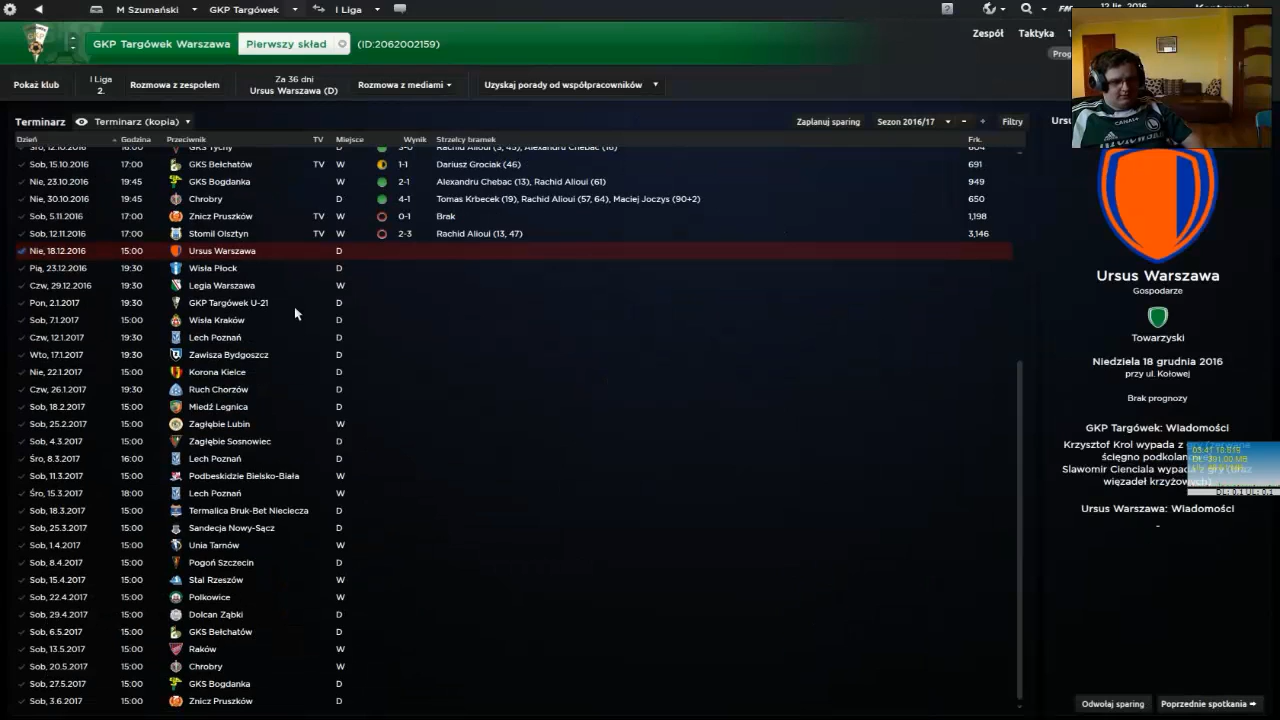 M Szumański GKP Targówek I Liga 12 lis. 2016
GKP Targówek Warszawa Pierwszy skład (ID:2062002159) Zespół Taktyka
Pokaż klub I Liga 2. Rozmowa z zespołem Za 36 dni Ursus Warszawa (D) Rozmowa z mediami Uzyskaj porady od współpracowników
Terminarz Terminarz (kopia) Zaplanuj sparing Sezon 2016/17 - + Filtry
Dzień Godzina Przeciwnik TV Miejsce Wynik Strzelcy bramek Frk.
Sob, 15.10.2016 17:00 GKS Bełchatów TV W 1-1 Dariusz Grociak (46) 691
Nie, 23.10.2016 19:45 GKS Bogdanka W 2-1 Alexandru Chebac (13), Rachid Alioui (61) 949
Nie, 30.10.2016 19:45 Chrobry D 4-1 Tomas Krbecek (19), Rachid Alioui (57, 64), Maciej Joczys (90+2) 650
Sob, 5.11.2016 17:00 Znicz Pruszków TV W 0-1 Brak 1,198
Sob, 12.11.2016 17:00 Stomil Olsztyn TV W 2-3 Rachid Alioui (13, 47) 3,146
Nie, 18.12.2016 15:00 Ursus Warszawa D
Pią, 23.12.2016 19:30 Wisła Płock D
Czw, 29.12.2016 19:30 Legia Warszawa W
Pon, 2.1.2017 19:30 GKP Targówek U-21 D
Sob, 7.1.2017 15:00 Wisła Kraków D
Czw, 12.1.2017 19:30 Lech Poznań D
Wto, 17.1.2017 19:30 Zawisza Bydgoszcz D
Nie, 22.1.2017 15:00 Korona Kielce D
Czw, 26.1.2017 19:30 Ruch Chorzów D
Sob, 18.2.2017 15:00 Miedź Legnica D
Sob, 25.2.2017 15:00 Zagłębie Lubin W
Sob, 4.3.2017 15:00 Zagłębie Sosnowiec D
Śro, 8.3.2017 16:00 Lech Poznań D
Sob, 11.3.2017 15:00 Podbeskidzie Bielsko-Biała W
Śro, 15.3.2017 18:00 Lech Poznań W
Sob, 18.3.2017 15:00 Termalica Bruk-Bet Nieciecza D
Sob, 25.3.2017 15:00 Sandecja Nowy-Sącz D
Sob, 1.4.2017 15:00 Unia Tarnów W
Sob, 8.4.2017 15:00 Pogoń Szczecin D
Sob, 15.4.2017 15:00 Stal Rzeszów W
Sob, 22.4.2017 15:00 Polkowice W
Sob, 29.4.2017 15:00 Dolcan Ząbki D
Sob, 6.5.2017 15:00 GKS Bełchatów D
Sob, 13.5.2017 15:00 Raków W
Sob, 20.5.2017 15:00 Chrobry W
Sob, 27.5.2017 15:00 GKS Bogdanka D
Sob, 3.6.2017 15:00 Znicz Pruszków D
Ursus Warszawa
Gospodarze
Towarzyski
Niedziela 18 grudnia 2016
przy ul. Kołowej
Brak prognozy
GKP Targówek: Wiadomości
Krzysztof Krol wypada z gry
ścięgno
Slawomir Cienciala wypada z gry
więzadeł krzyżowych)
Ursus Warszawa: Wiadomości
-
Odwołaj sparing Poprzednie spotkania